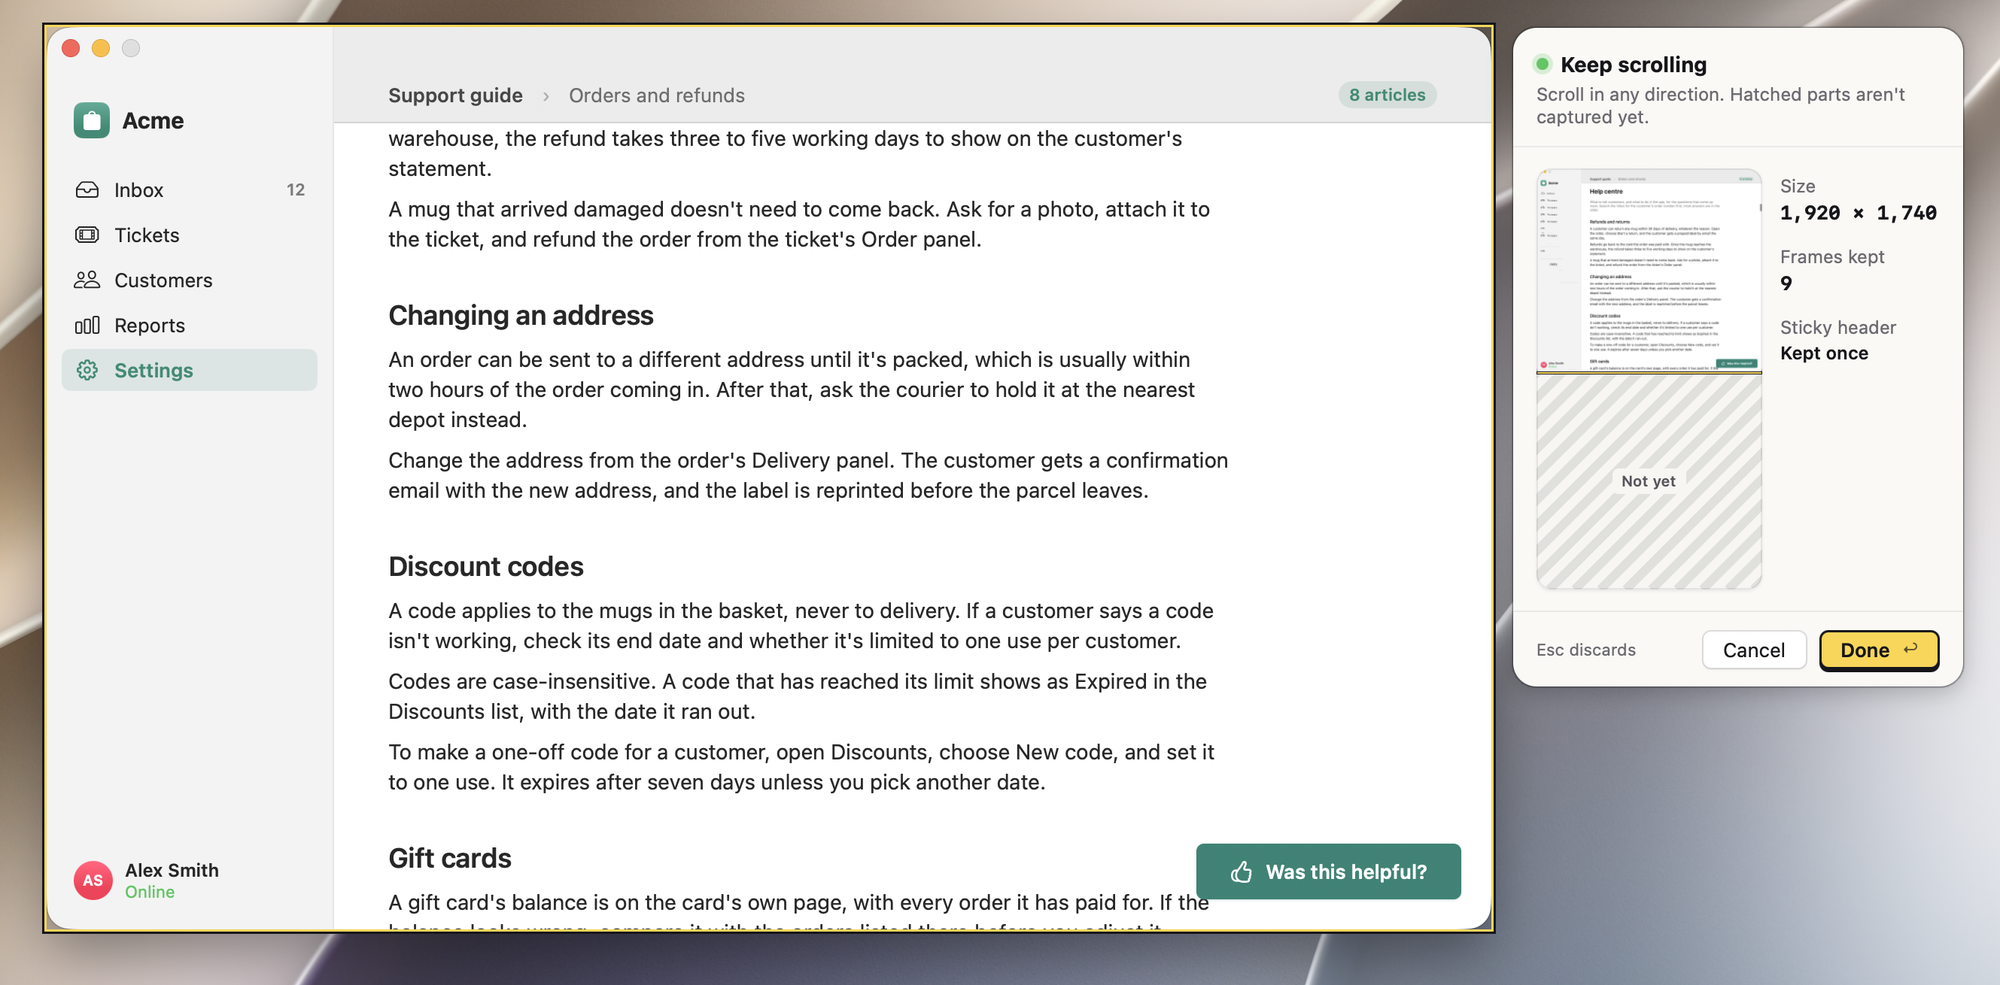 Acme
Inbox 12
Tickets
Customers
Reports
Settings
AS
Alex Smith
Online
Support guide › Orders and refunds
8 articles
warehouse, the refund takes three to five working days to show on the customer's
statement.
A mug that arrived damaged doesn't need to come back. Ask for a photo, attach it to
the ticket, and refund the order from the ticket's Order panel.
Changing an address
An order can be sent to a different address until it's packed, which is usually within
two hours of the order coming in. After that, ask the courier to hold it at the nearest
depot instead.
Change the address from the order's Delivery panel. The customer gets a confirmation
email with the new address, and the label is reprinted before the parcel leaves.
Discount codes
A code applies to the mugs in the basket, never to delivery. If a customer says a code
isn't working, check its end date and whether it's limited to one use per customer.
Codes are case-insensitive. A code that has reached its limit shows as Expired in the
Discounts list, with the date it ran out.
To make a one-off code for a customer, open Discounts, choose New code, and set it
to one use. It expires after seven days unless you pick another date.
Gift cards
A gift card's balance is on the card's own page, with every order it has paid for. If the
Was this helpful?
Keep scrolling
Scroll in any direction. Hatched parts aren't
captured yet.
Help centre
Refunds and returns
Changing an address
Discount codes
Gift cards
Not yet
Size
1,920 × 1,740
Frames kept
9
Sticky header
Kept once
Esc discards
Cancel
Done